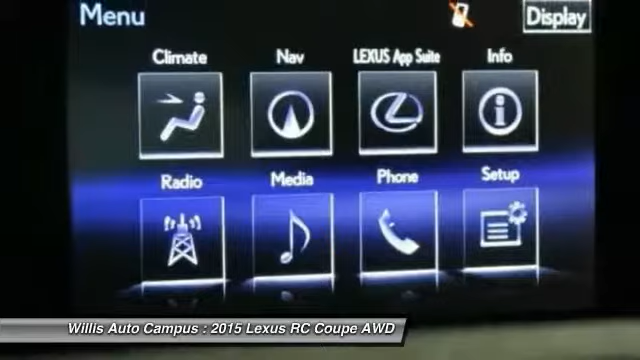 Menu
Display
Climate
Nav
LEXUS App Suite
Info
Radio
Media
Phone
Setup
Willis Auto Campus : 2015 Lexus RC Coupe AWD